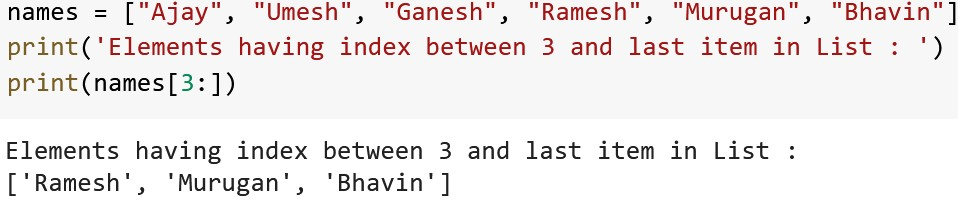 names = ["Ajay", "Umesh", "Ganesh", "Ramesh", "Murugan", "Bhavin"]
print('Elements having index between 3 and last item in List : ')
print(names[3:])
Elements having index between 3 and last item in List :
['Ramesh', 'Murugan', 'Bhavin']